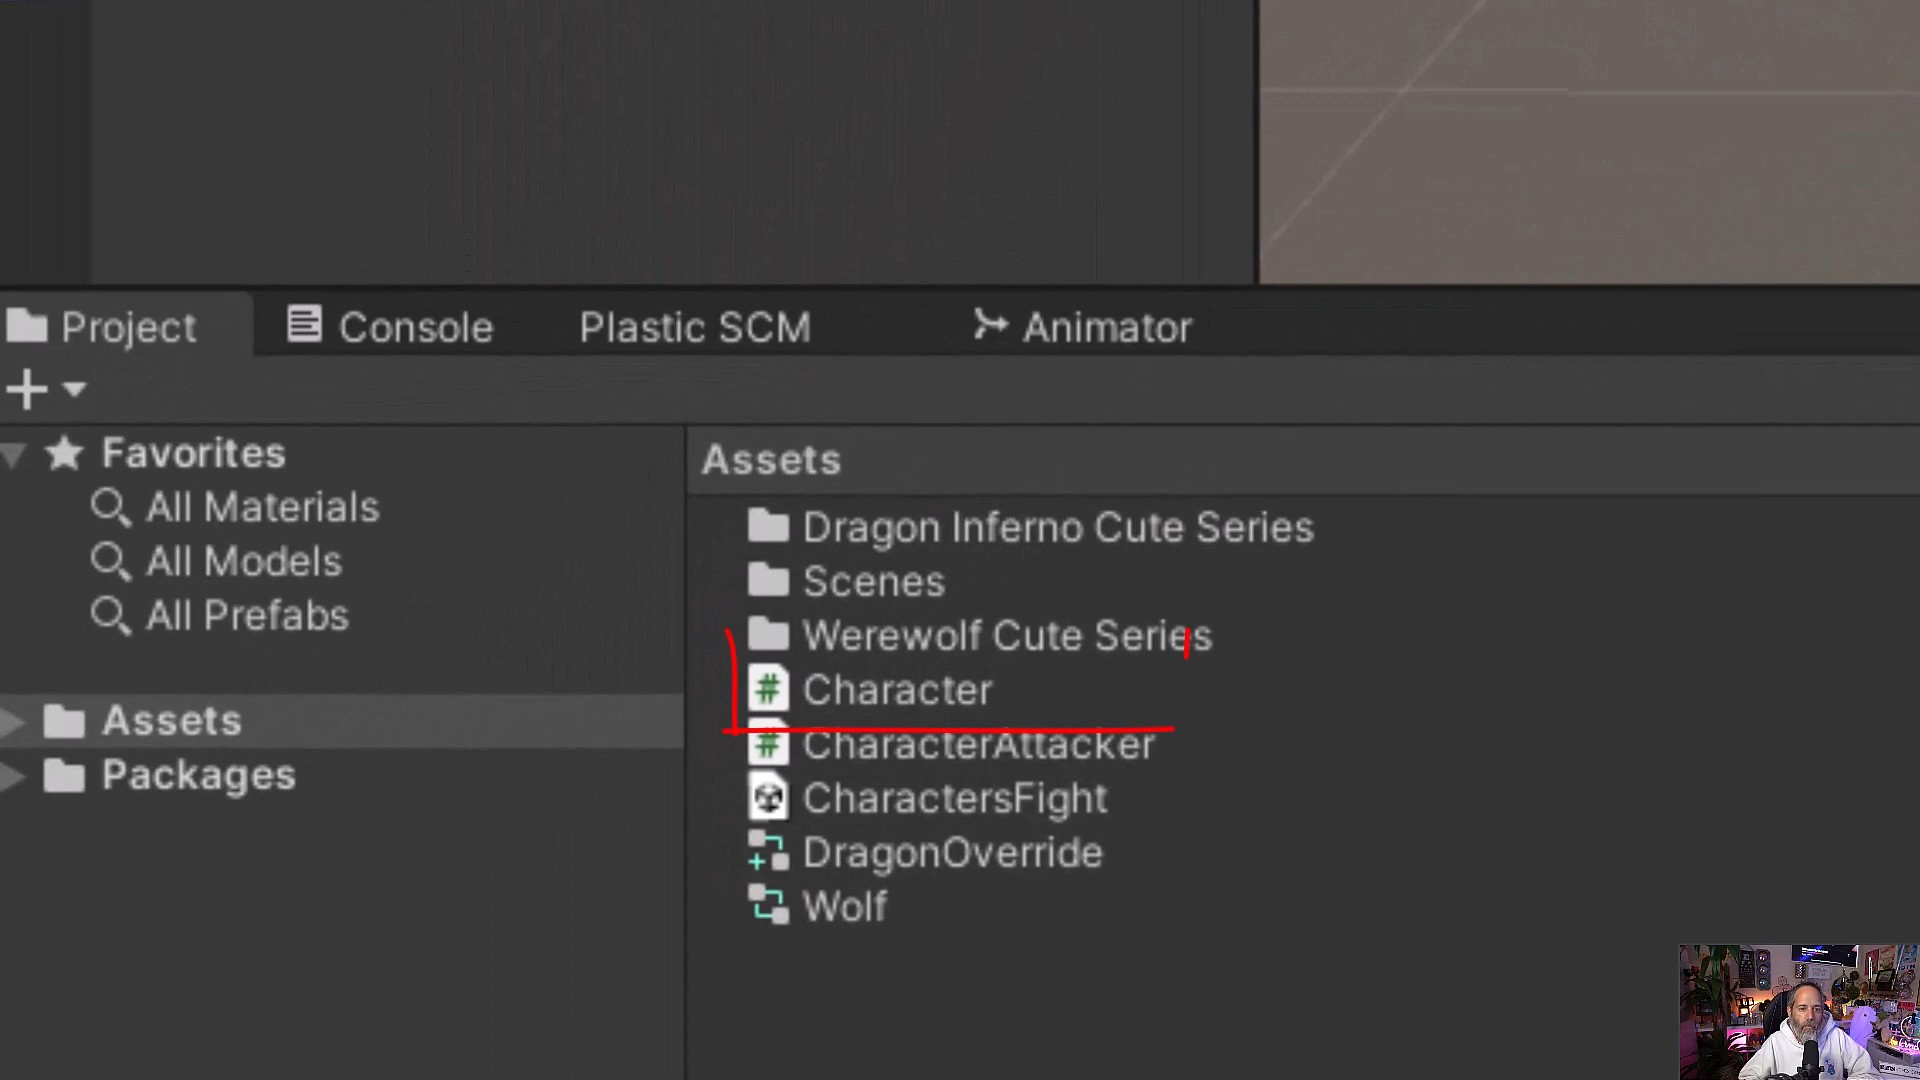 Project
Console
Plastic SCM
Animator
Favorites
All Materials
All Models
All Prefabs
Assets
Packages
Assets
Dragon Inferno Cute Series
Scenes
Werewolf Cute Series
Character
CharacterAttacker
CharactersFight
DragonOverride
Wolf